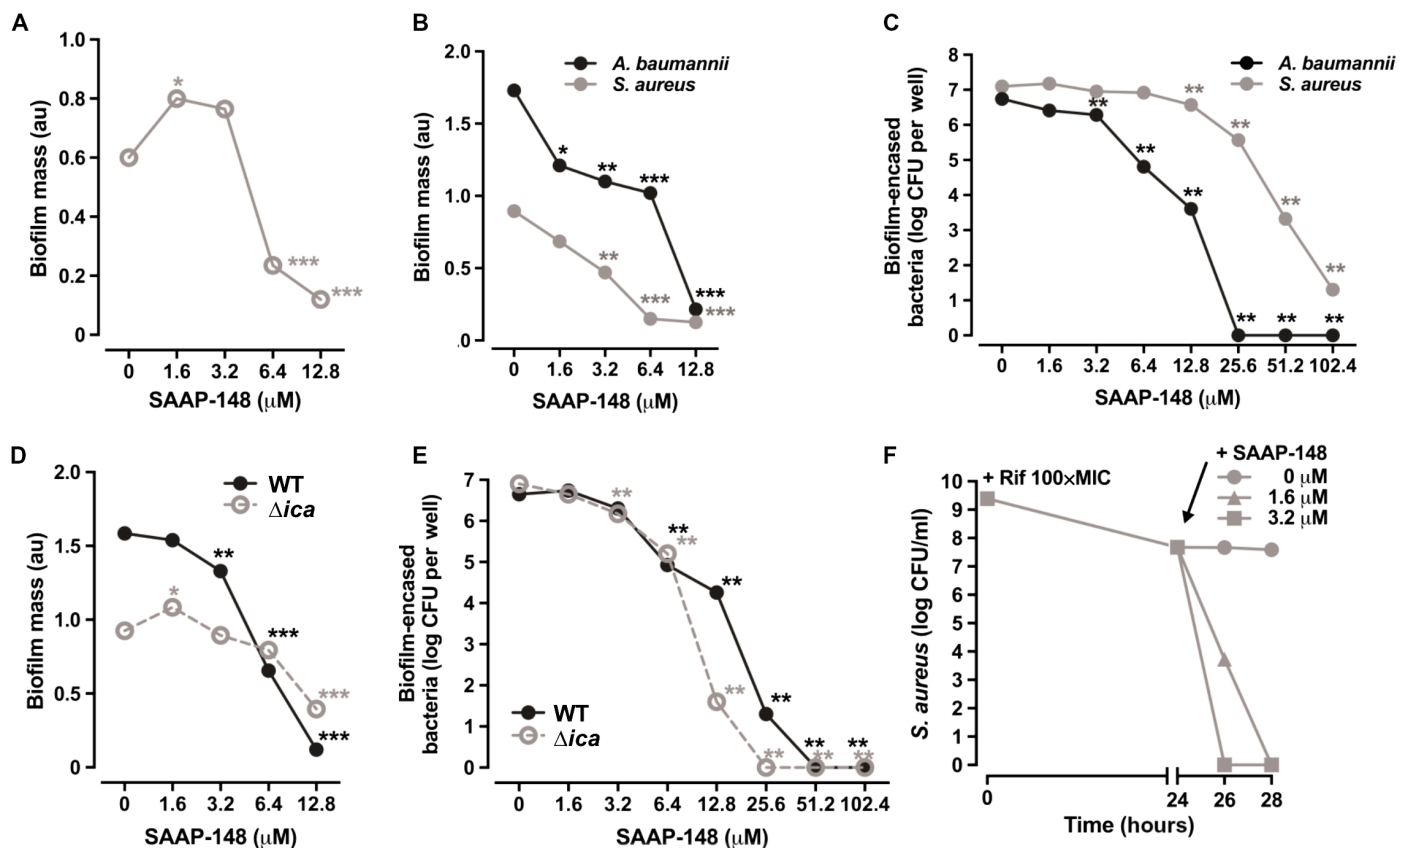 A
1.0
0.8
0.6
0.4
0.2
0
Biofilm mass (au)
*
***
***
0 1.6 3.2 6.4 12.8
SAAP-148 (μM)
B
2.0
1.5
1.0
0.5
.0
Biofilm mass (au)
A. baumannii
S. aureus
*
**
***
***
**
***
***
0 1.6 3.2 6.4 12.8
SAAP-148 (μM)
C
8
7
6
5
4
3
2
1
0
Biofilm-encased
bacteria (log CFU per well)
A. baumannii
S. aureus
**
**
**
**
**
**
**
**
**
** ** **
0 1.6 3.2 6.4 12.8 25.6 51.2 102.4
SAAP-148 (μM)
D
2.0
1.5
1.0
0.5
0
Biofilm mass (au)
WT
Δica
**
*
***
***
***
0 1.6 3.2 6.4 12.8
SAAP-148 (μM)
E
7
6
5
4
3
2
1
0
Biofilm-encased
bacteria (log CFU per well)
WT
Δica
**
**
**
**
**
**
** **
** ** **
0 1.6 3.2 6.4 12.8 25.6 51.2 102.4
SAAP-148 (μM)
F
+ SAAP-148
0 μM
1.6 μM
3.2 μM
+ Rif 100×MIC
10
9
8
7
6
5
4
3
2
1
0
S. aureus (log CFU/ml)
0 24 26 28
Time (hours)